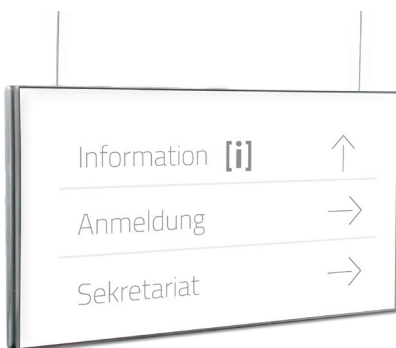 Information [i] ↑
Anmeldung →
Sekretariat →